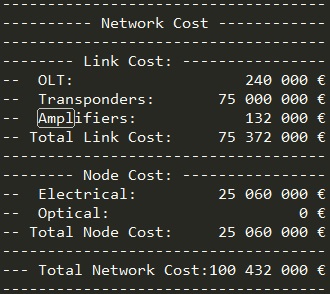 ----------------------------------
---------- Network Cost ----------
----------------------------------
-------- Link Cost: --------------
--  OLT:                 240 000 €
--  Transponders:     75 000 000 €
--  Amplifiers:          132 000 €
-- Total Link Cost:   75 372 000 €
----------------------------------
-------- Node Cost: --------------
--  Electrical:       25 060 000 €
--  Optical:                   0 €
-- Total Node Cost:   25 060 000 €
----------------------------------
--- Total Network Cost:100 432 000 €
----------------------------------